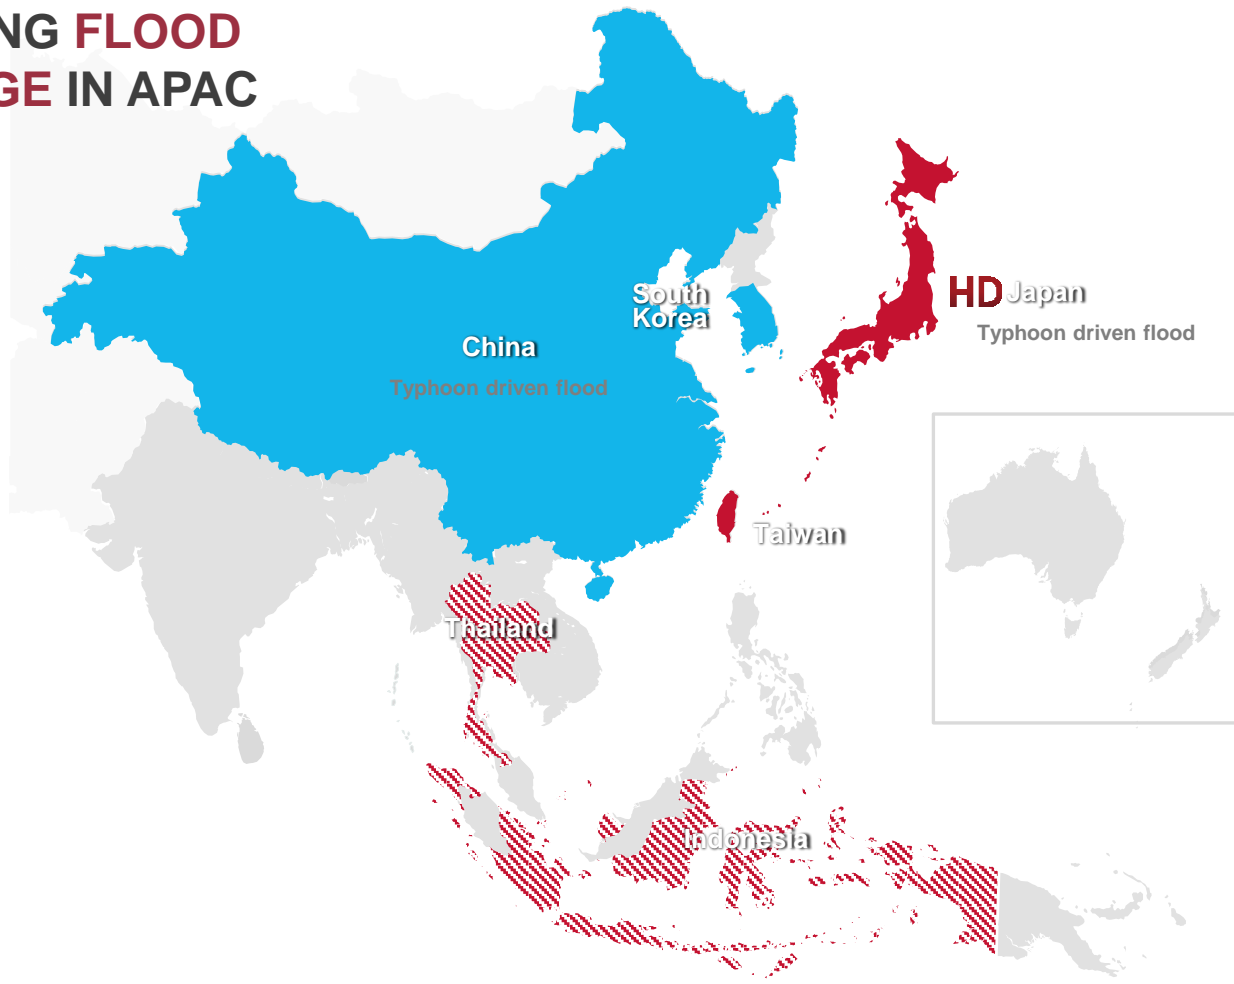 NG FLOOD
GE IN APAC
South
Korea
HD Japan
Typhoon driven flood
China
Typhoon driven flood
Taiwan
Thailand
Indonesia